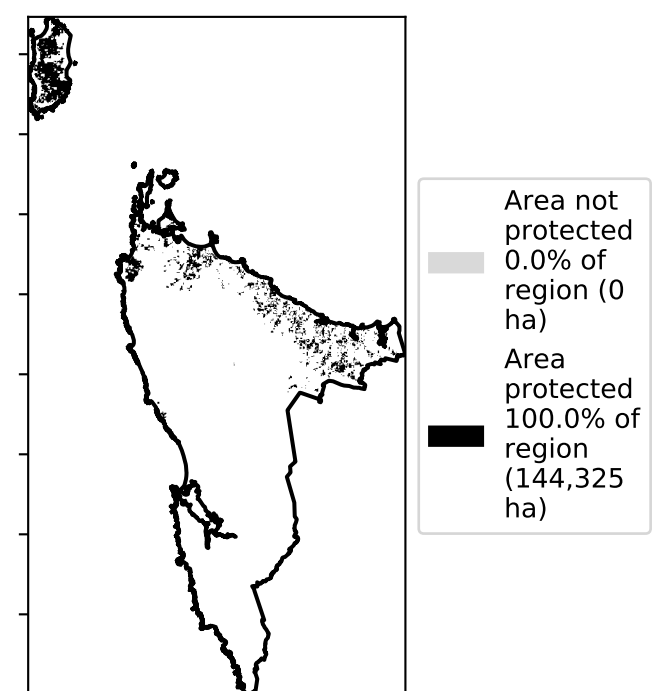 Area not
protected
0.0% of
region (0
ha)
Area
protected
100.0% of
region
(144,325
ha)